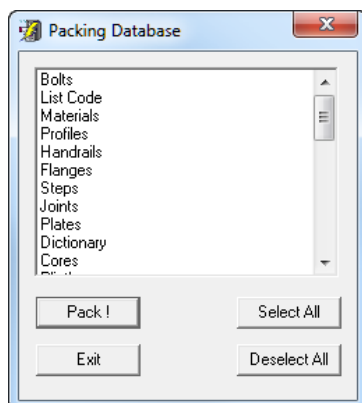 Packing Database
Bolts
List Code
Materials
Profiles
Handrails
Flanges
Steps
Joints
Plates
Dictionary
Cores
Pack !
Select All
Exit
Deselect All